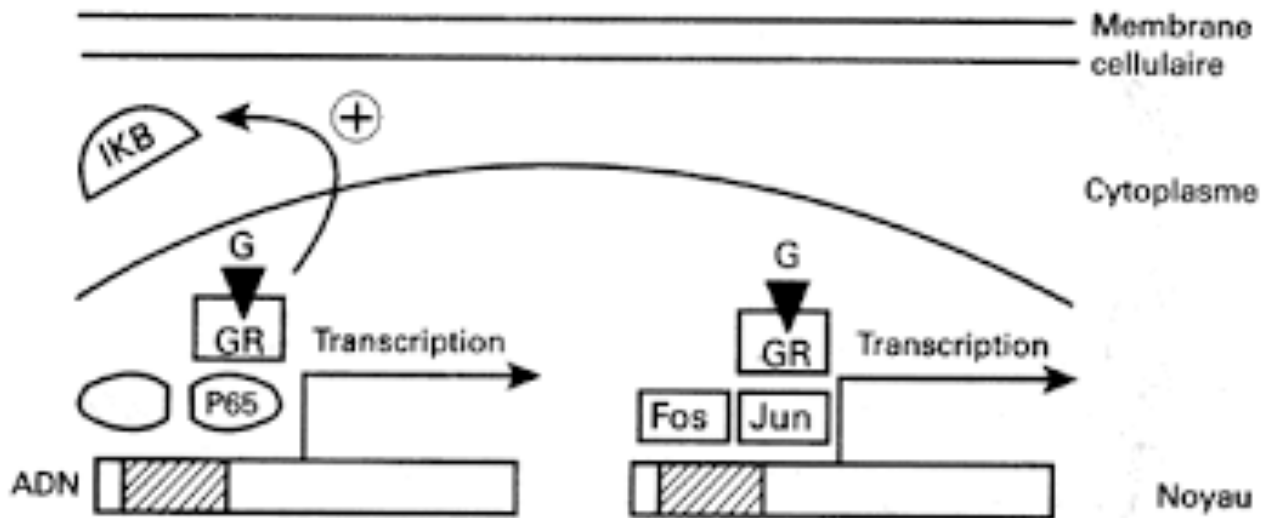 Membrane
cellulaire
IKB
+
Cytoplasme
G
G
GR
Transcription
GR
Transcription
P65
Fos
Jun
ADN
Noyau